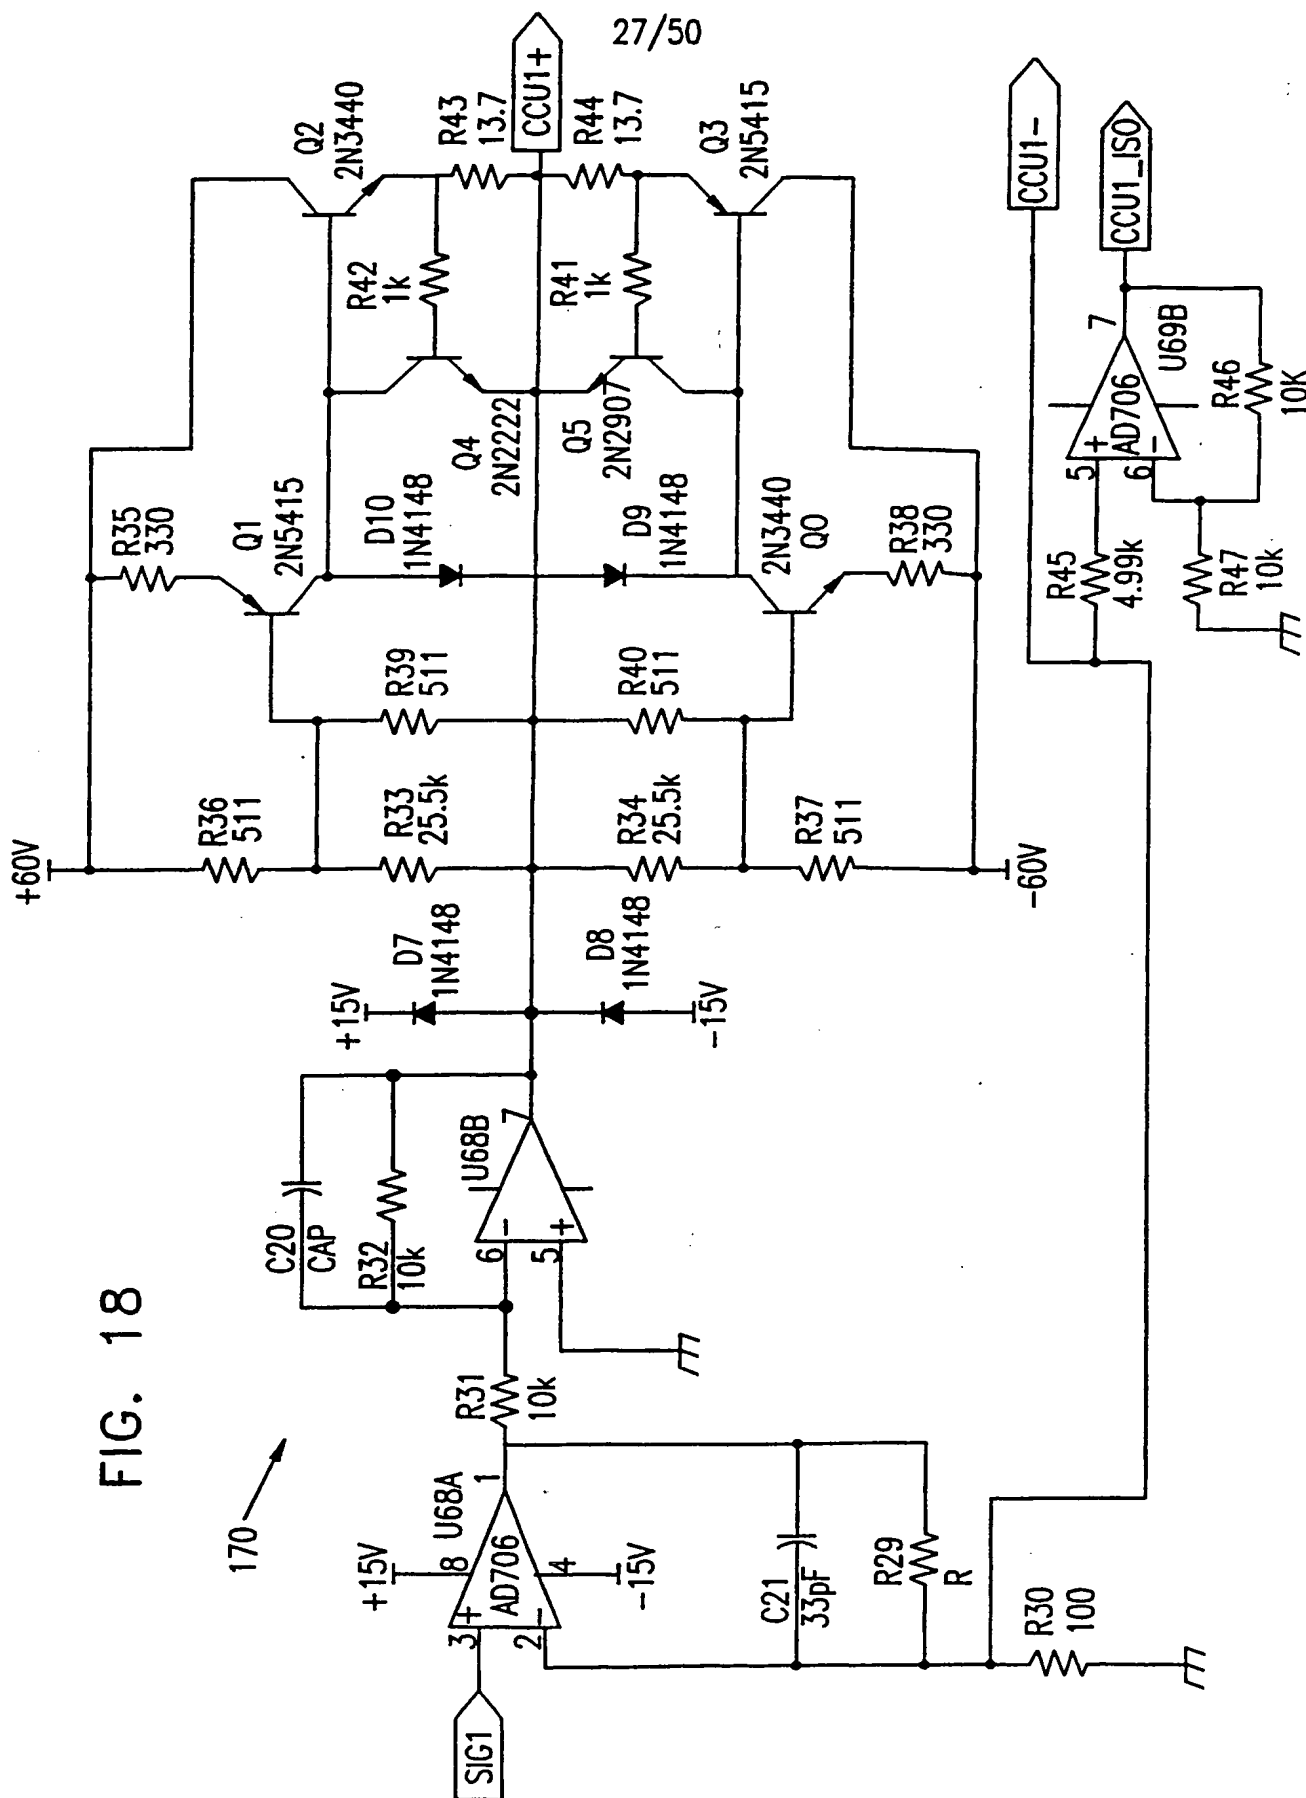 27/50
FIG. 18
170
SIG1
+15V
U68A
3
+
8
1
AD706
2
-
4
-15V
C21
33pF
R29
R
R30
100
R31
10k
C20
CAP
R32
10k
U68B
6
-
7
5
+
+15V
D7
1N4148
D8
1N4148
-15V
+60V
R36
511
R33
25.5k
R34
25.5k
R37
511
-60V
R39
511
R40
511
R35
330
Q1
2N5415
D10
1N4148
D9
1N4148
2N3440
Q0
R38
330
Q4
2N2222
Q5
2N2907
R42
1k
R41
1k
Q2
2N3440
R43
13.7
CCU1+
R44
13.7
Q3
2N5415
CCU1-
CCU1_ISO
R45
4.99k
5
+
AD706
7
6
-
U69B
R46
10K
R47
10k